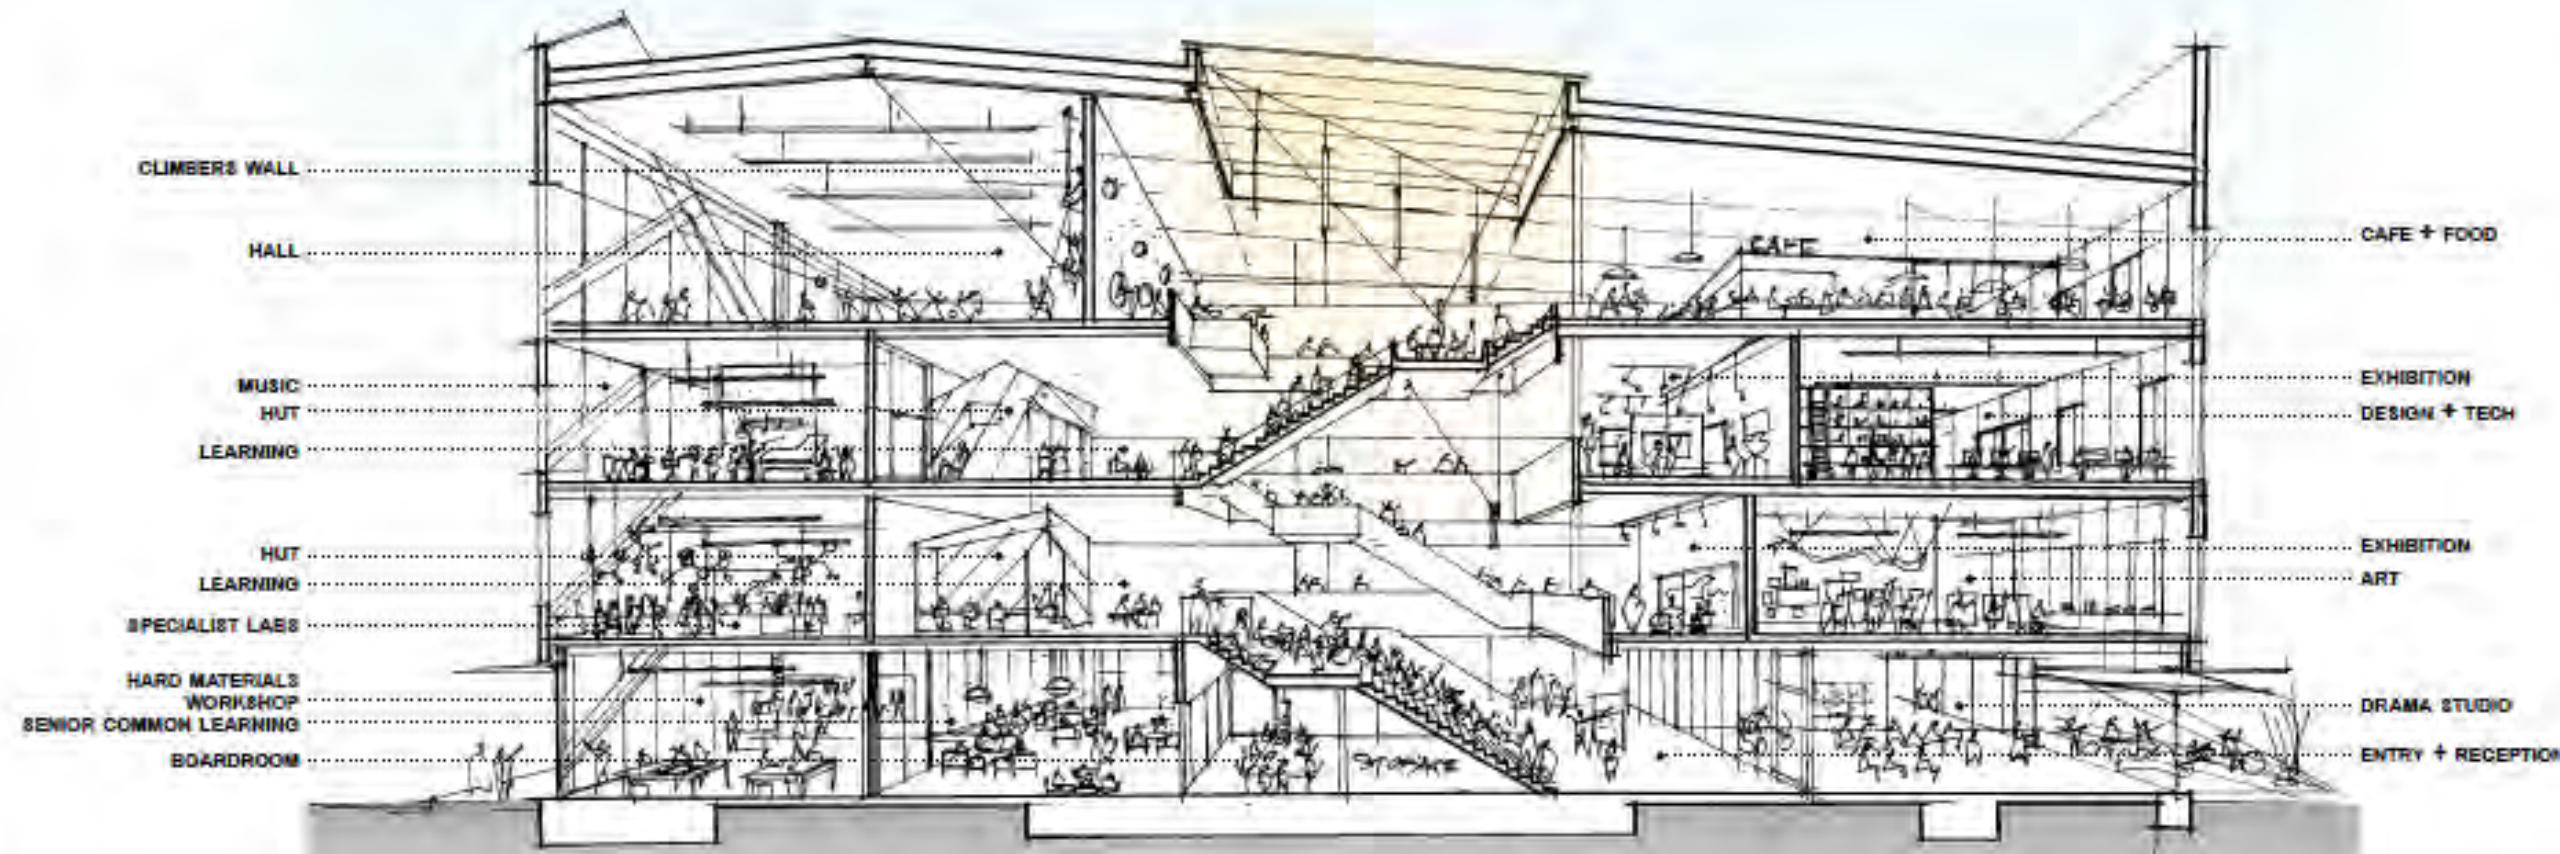 CLIMBERS WALL
HALL
MUSIC
HUT
LEARNING
HUT
LEARNING
SPECIALIST LABS
HARD MATERIALS
WORKSHOP
SENIOR COMMON LEARNING
BOARDROOM
CAFE
STORAGE
CAFE + FOOD
EXHIBITION
DESIGN + TECH
EXHIBITION
ART
DRAMA STUDIO
ENTRY + RECEPTION